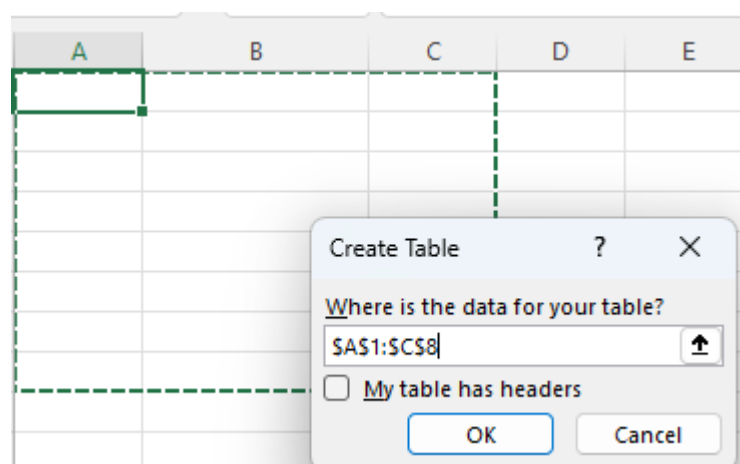 A B C D E
Create Table ?
Where is the data for your table?
$A$1:$C$8
My table has headers
OK Cancel